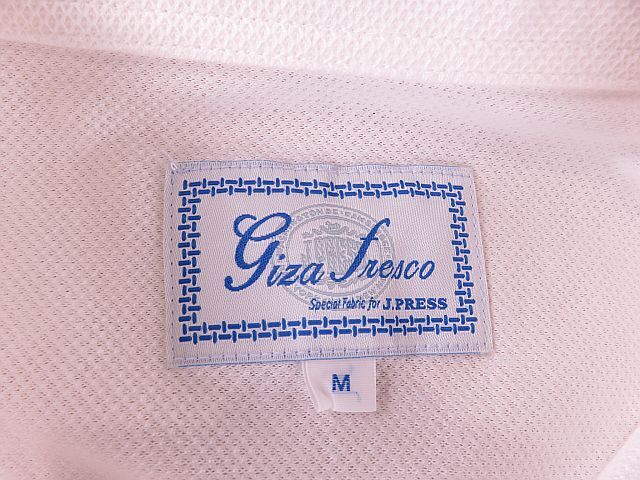 Giza fresco
Special Fabric for J.PRESS
M